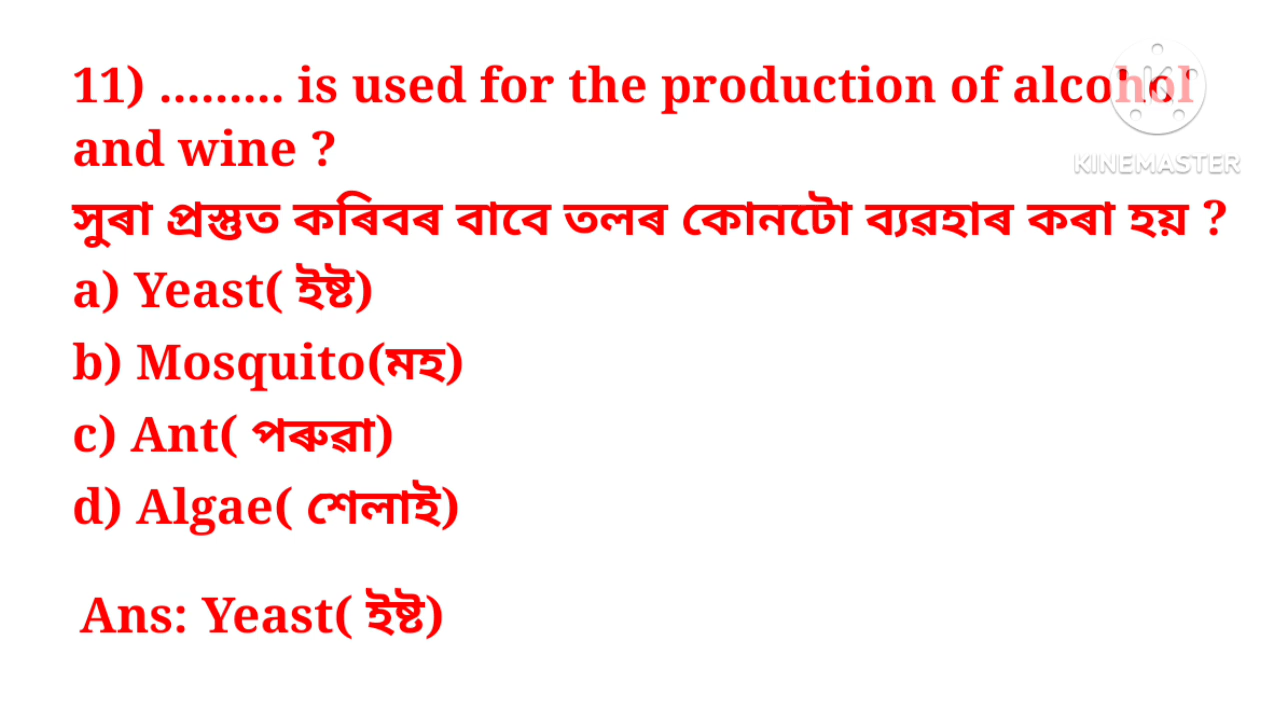 11) ......... is used for the production of alcohol
and wine ?
সুৰা প্ৰস্তুত কৰিবৰ বাবে তলৰ কোনটো ব্যৱহাৰ কৰা হয় ?
a) Yeast( ইষ্ট)
b) Mosquito(মহ)
c) Ant( পৰুৱা)
d) Algae( শেলাই)
Ans: Yeast( ইষ্ট)
KINEMASTER